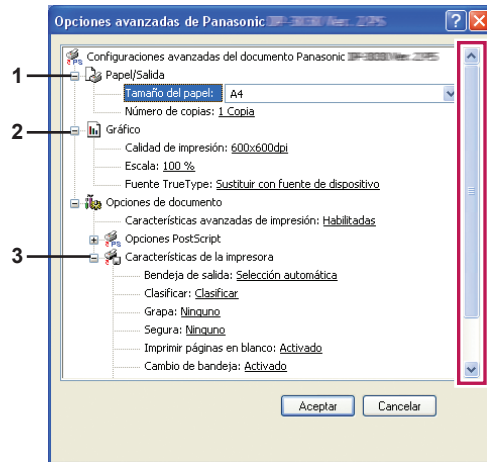 Opciones avanzadas de Panasonic
Configuraciones avanzadas del documento Panasonic
1
Papel/Salida
Tamaño del papel: A4
Número de copias: 1 Copia
2
Gráfico
Calidad de impresión: 600x600dpi
Escala: 100 %
Fuente TrueType: Sustituir con fuente de dispositivo
Opciones de documento
Características avanzadas de impresión: Habilitadas
Opciones PostScript
3
Características de la impresora
Bendeja de salida: Selección automática
Clasificar: Clasificar
Grapa: Ninguno
Segura: Ninguno
Imprimir páginas en blanco: Activado
Cambio de bandeja: Activado
Aceptar
Cancelar